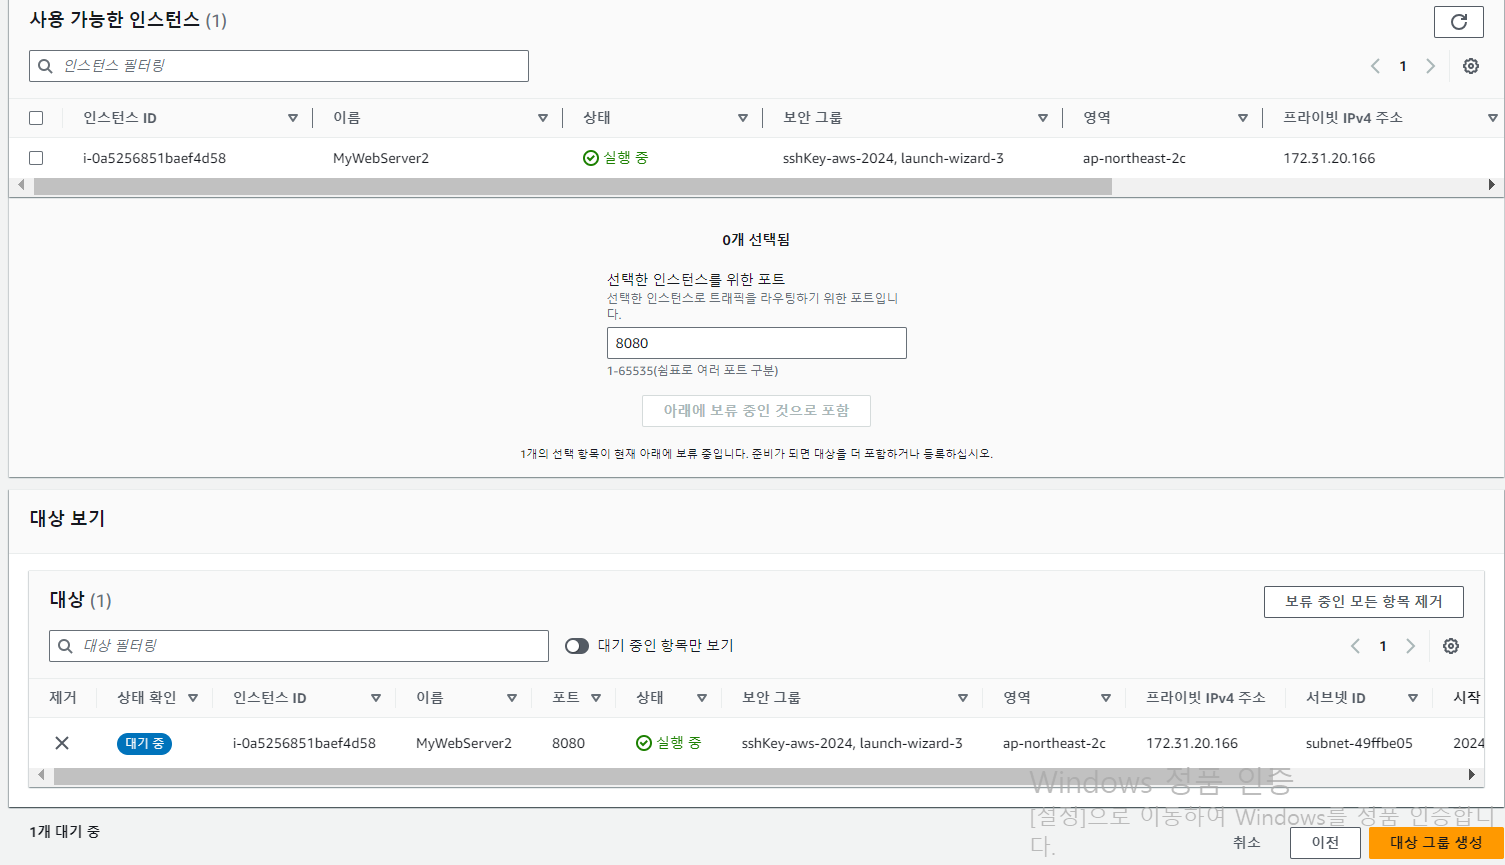 사용 가능한 인스턴스 (1)
인스턴스 필터링
1
인스턴스 ID 이름 상태 보안 그룹 영역 프라이빗 IPv4 주소
i-0a5256851baef4d58 MyWebServer2 실행 중 sshKey-aws-2024, launch-wizard-3 ap-northeast-2c 172.31.20.166
0개 선택됨
선택한 인스턴스를 위한 포트
선택한 인스턴스로 트래픽을 라우팅하기 위한 포트입니
다.
8080
1-65535(쉼표로 여러 포트 구분)
아래에 보류 중인 것으로 포함
1개의 선택 항목이 현재 아래에 보류 중입니다. 준비가 되면 대상을 더 포함하거나 등록하십시오.
대상 보기
대상 (1)
보류 중인 모든 항목 제거
대상 필터링
대기 중인 항목만 보기
1
제거 상태 확인 인스턴스 ID 이름 포트 상태 보안 그룹 영역 프라이빗 IPv4 주소 서브넷 ID 시작
대기 중 i-0a5256851baef4d58 MyWebServer2 8080 실행 중 sshKey-aws-2024, launch-wizard-3 ap-northeast-2c 172.31.20.166 subnet-49ffbe05 2024
Windows 정품 인증
[설정]으로 이동하여 Windows를 정품 인증합니
다.
1개 대기 중
취소
이전
대상 그룹 생성